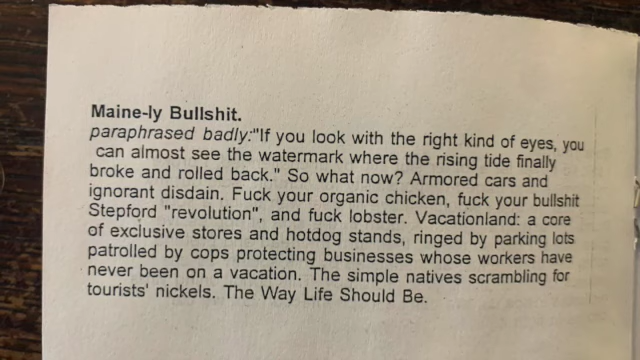 Maine-ly Bullshit.
paraphrased badly:"If you look with the right kind of eyes, you
can almost see the watermark where the rising tide finally
broke and rolled back." So what now? Armored cars and
ignorant disdain. Fuck your organic chicken, fuck your bullshit
Stepford "revolution", and fuck lobster. Vacationland: a core
of exclusive stores and hotdog stands, ringed by parking lots
patrolled by cops protecting businesses whose workers have
never been on a vacation. The simple natives scrambling for
tourists' nickels. The Way Life Should Be.